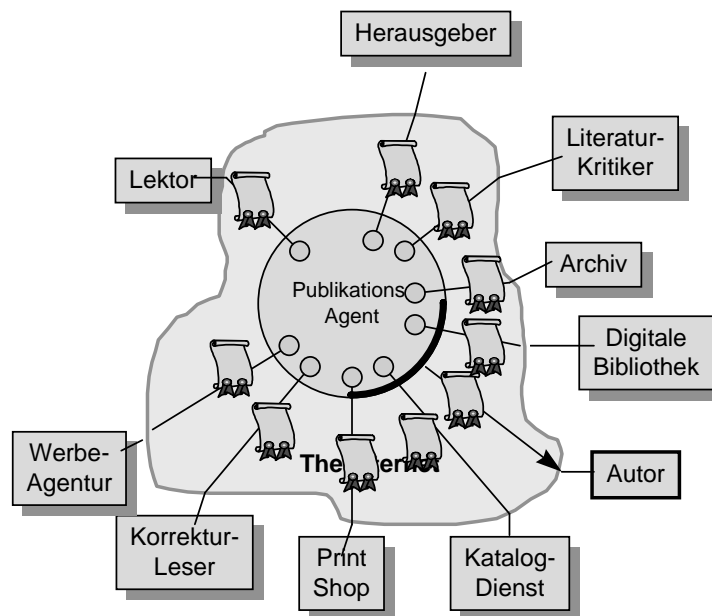 Herausgeber
Literatur-
Kritiker
Lektor
Archiv
Publikations
Agent
Digitale
Bibliothek
Werbe-
Agentur
Autor
Korrektur-
Leser
Print
Shop
Katalog-
Dienst